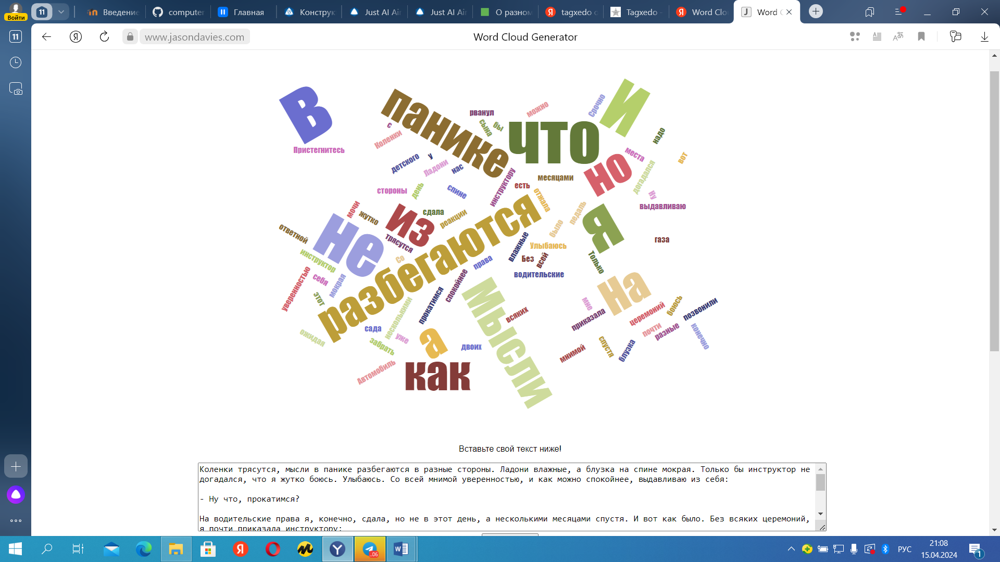 Войти
11
Введение
computer
Главная
Конструк
Just AI Ai
Just AI Ai
О разном
tagxedo
Tagxedo -
Word Clo
Word C
11
www.jasondavies.com
Word Cloud Generator
В
панике
что
И
рванул
можно
Срочно
с
сына
бы
надо
Коленки
Пристегнитесь
детского
у
места
вот
Ладони
нас
но
догадался
инструктору
месяцами
есть
стороны
день
спине
отжала
Ну
выдавливаю
мочи
жутко
Из
сдала
реакции
разбегаются
педаль
Я
ответной
не
трясутся
было
газа
Улыбаюсь
влажные
инструктор
Со
права
Без
всей
Только
водительские
уверенностью
себя
мокрая
спокойнее
этот
прокатимся
Мысли
На
мне
несколькими
всяких
приказала
церемоний
боюсь
позвонили
ожидая
сада
уже
забрать
а
двоих
почти
разные
конечно
мнимой
спустя
блузка
Автомобиль
как
Вставьте свой текст ниже!
Коленки трясутся, мысли в панике разбегаются в разные стороны. Ладони влажные, а блузка на спине мокрая. Только бы инструктор не
догадался, что я жутко боюсь. Улыбаюсь. Со всей мнимой уверенностью, и как можно спокойнее, выдавливаю из себя:
- Ну что, прокатимся?
На водительские права я, конечно, сдала, но не в этот день, а несколькими месяцами спустя. И вот как было. Без всяких церемоний,
я почти приказала инструктору:
..06
РУС
21:08
15.04.2024
1